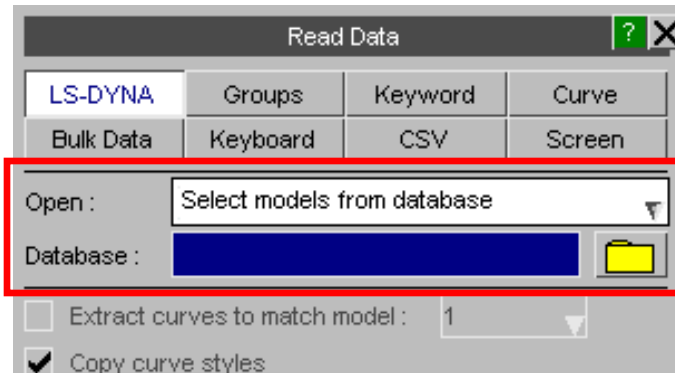 Read Data ? X
LS-DYNA Groups Keyword Curve
Bulk Data Keyboard CSV Screen
Open : Select models from database
Database :
Extract curves to match model : 1
Copy curve styles